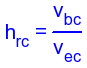 h_rc = v_bc / v_ec